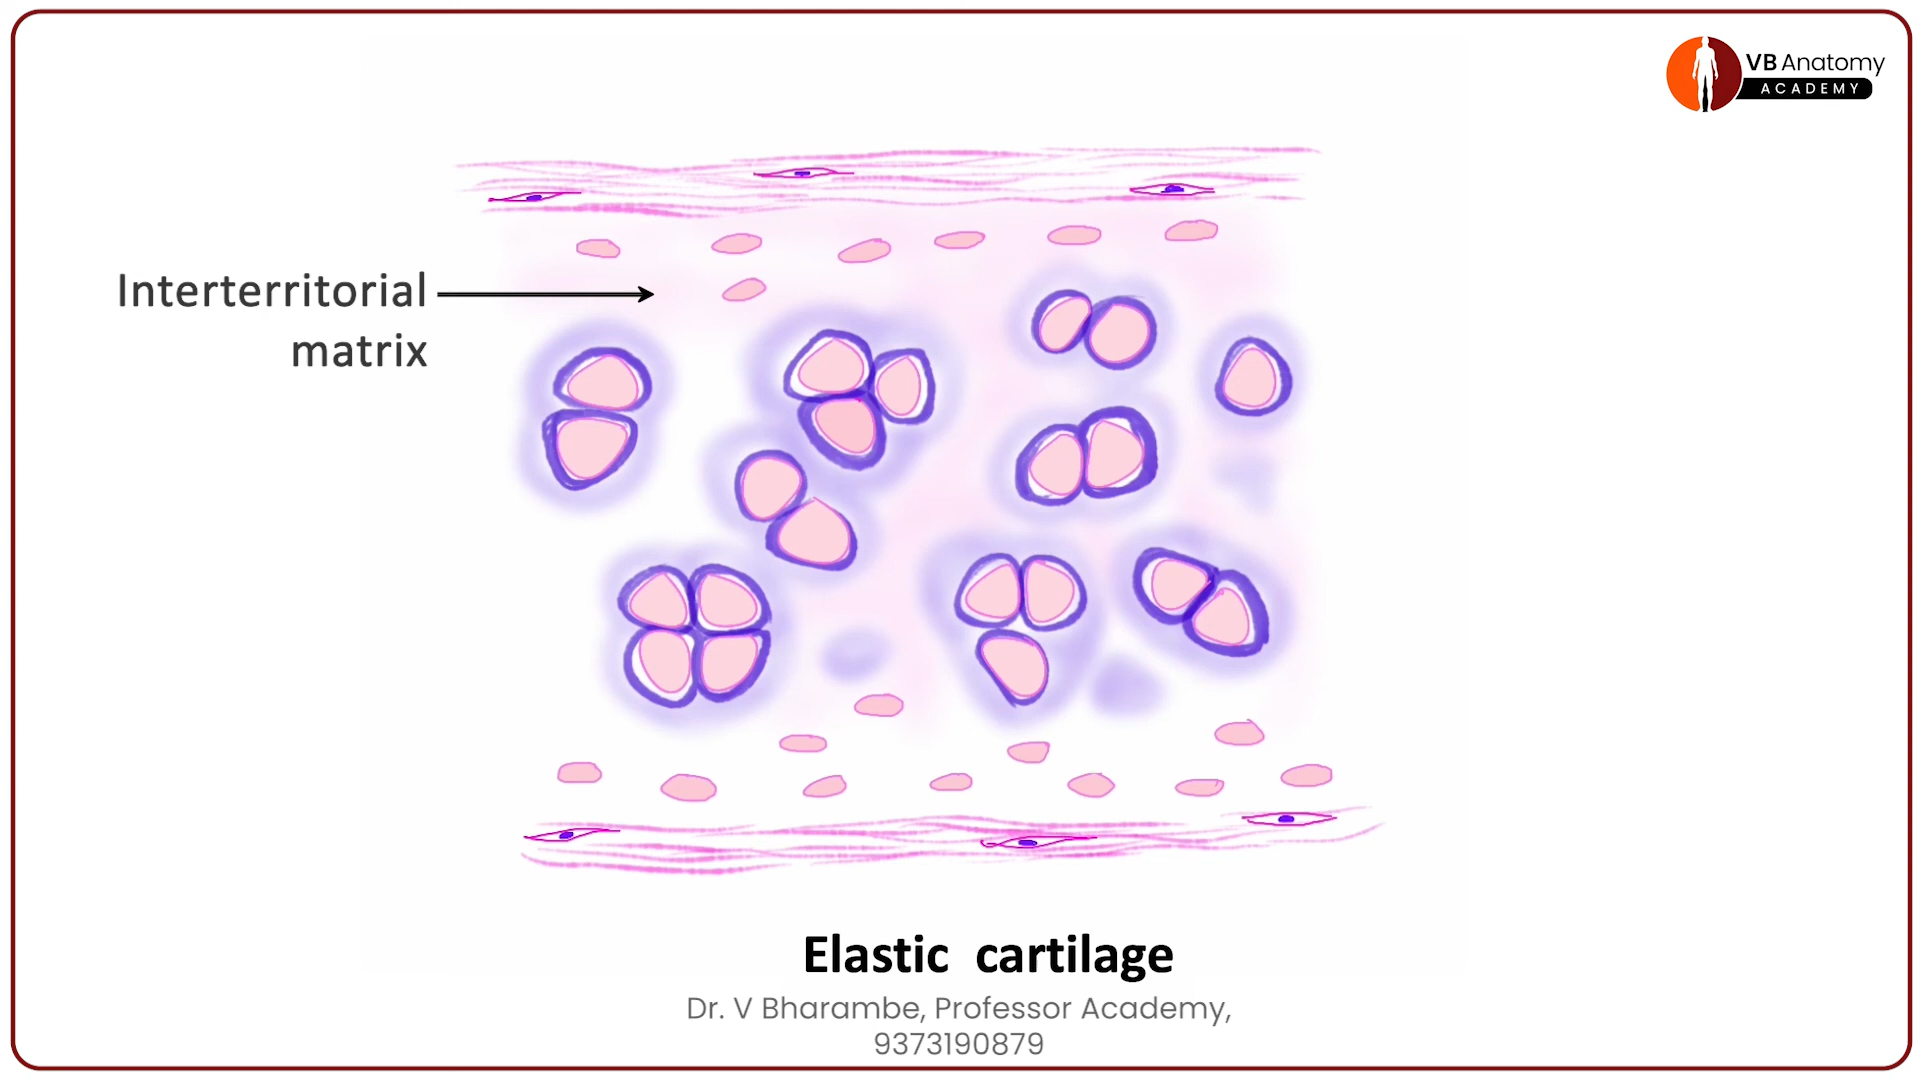 VB Anatomy
ACADEMY
Interterritorial
matrix
Elastic cartilage
Dr. V Bharambe, Professor Academy,
9373190879